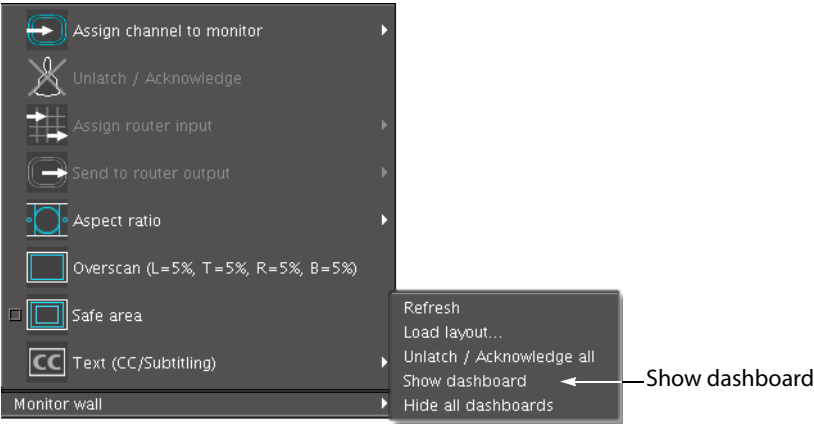 Assign channel to monitor
Unlatch / Acknowledge
Assign router input
Send to router output
Aspect ratio
Overscan (L=5%, T=5%, R=5%, B=5%)
Safe area
CC Text (CC/Subtitling)
Monitor wall
Refresh
Load layout...
Unlatch / Acknowledge all
Show dashboard
Hide all dashboards
Show dashboard